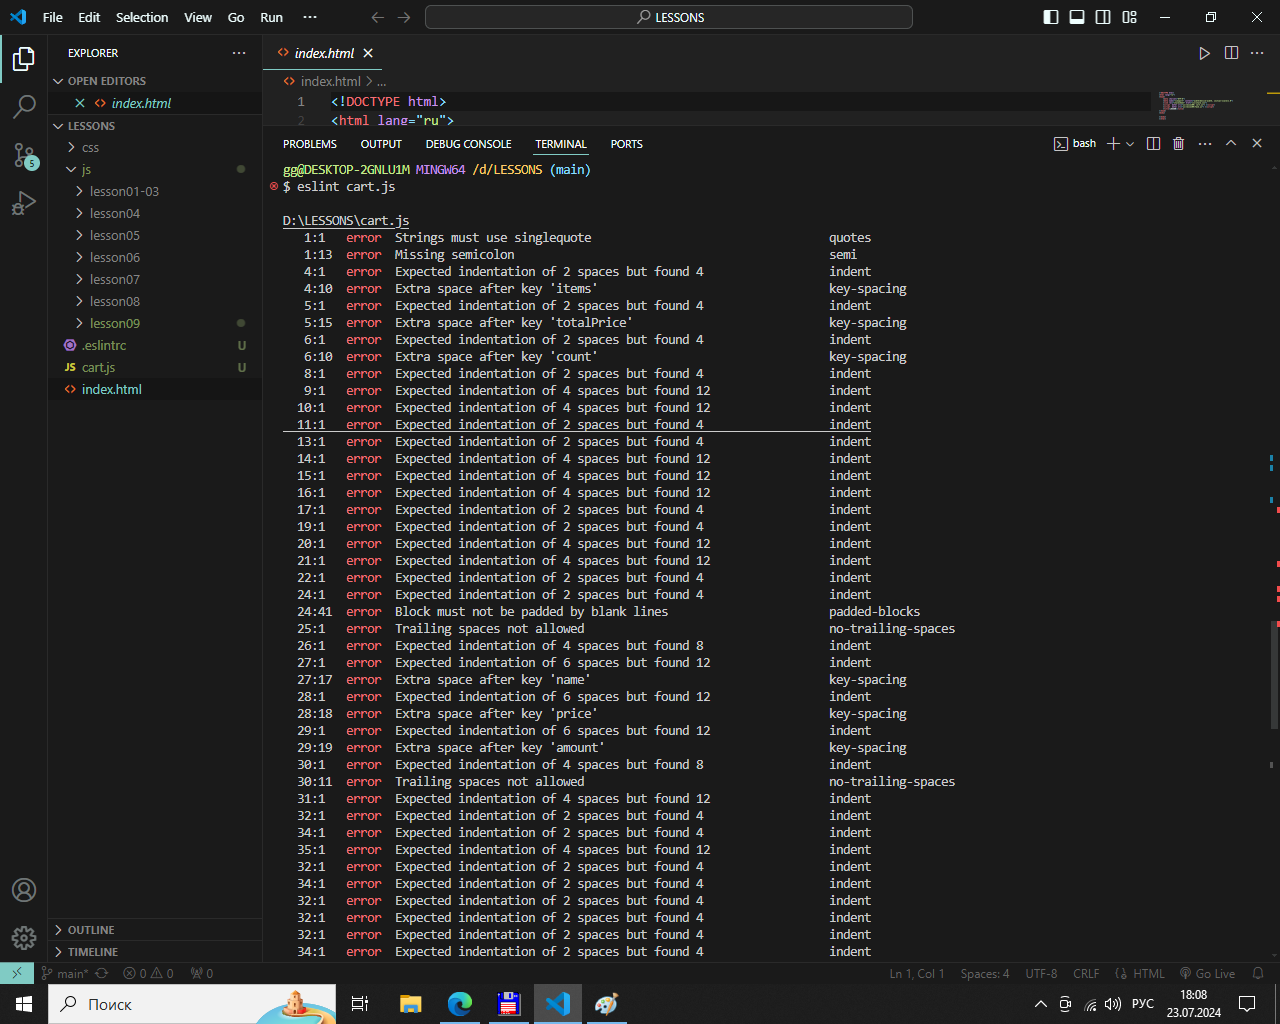 File Edit Selection View Go Run ··· LESSONS
EXPLORER ···
OPEN EDITORS
index.html
LESSONS
css
js
lesson01-03
lesson04
lesson05
lesson06
lesson07
lesson08
lesson09
.eslintrc U
JS cart.js U
index.html
OUTLINE
TIMELINE
5
index.html
index.html > ...
1 <!DOCTYPE html>
2 <html lang="ru">
PROBLEMS OUTPUT DEBUG CONSOLE TERMINAL PORTS bash
gg@DESKTOP-2GNLU1M MINGW64 /d/LESSONS (main)
$ eslint cart.js
D:\LESSONS\cart.js
1:1 error Strings must use singlequote quotes
1:13 error Missing semicolon semi
4:1 error Expected indentation of 2 spaces but found 4 indent
4:10 error Extra space after key 'items' key-spacing
5:1 error Expected indentation of 2 spaces but found 4 indent
5:15 error Extra space after key 'totalPrice' key-spacing
6:1 error Expected indentation of 2 spaces but found 4 indent
6:10 error Extra space after key 'count' key-spacing
8:1 error Expected indentation of 2 spaces but found 4 indent
9:1 error Expected indentation of 4 spaces but found 12 indent
10:1 error Expected indentation of 4 spaces but found 12 indent
11:1 error Expected indentation of 2 spaces but found 4 indent
13:1 error Expected indentation of 2 spaces but found 4 indent
14:1 error Expected indentation of 4 spaces but found 12 indent
15:1 error Expected indentation of 4 spaces but found 12 indent
16:1 error Expected indentation of 4 spaces but found 12 indent
17:1 error Expected indentation of 2 spaces but found 4 indent
19:1 error Expected indentation of 2 spaces but found 4 indent
20:1 error Expected indentation of 4 spaces but found 12 indent
21:1 error Expected indentation of 4 spaces but found 12 indent
22:1 error Expected indentation of 2 spaces but found 4 indent
24:1 error Expected indentation of 2 spaces but found 4 indent
24:41 error Block must not be padded by blank lines padded-blocks
25:1 error Trailing spaces not allowed no-trailing-spaces
26:1 error Expected indentation of 4 spaces but found 8 indent
27:1 error Expected indentation of 6 spaces but found 12 indent
27:17 error Extra space after key 'name' key-spacing
28:1 error Expected indentation of 6 spaces but found 12 indent
28:18 error Extra space after key 'price' key-spacing
29:1 error Expected indentation of 6 spaces but found 12 indent
29:19 error Extra space after key 'amount' key-spacing
30:1 error Expected indentation of 4 spaces but found 8 indent
30:11 error Trailing spaces not allowed no-trailing-spaces
31:1 error Expected indentation of 4 spaces but found 12 indent
32:1 error Expected indentation of 2 spaces but found 4 indent
34:1 error Expected indentation of 2 spaces but found 4 indent
35:1 error Expected indentation of 4 spaces but found 12 indent
32:1 error Expected indentation of 2 spaces but found 4 indent
34:1 error Expected indentation of 2 spaces but found 4 indent
32:1 error Expected indentation of 2 spaces but found 4 indent
32:1 error Expected indentation of 2 spaces but found 4 indent
32:1 error Expected indentation of 2 spaces but found 4 indent
34:1 error Expected indentation of 2 spaces but found 4 indent
main* 0 0 0 Ln 1, Col 1 Spaces: 4 UTF-8 CRLF HTML Go Live
Поиск РУС 18:08
23.07.2024